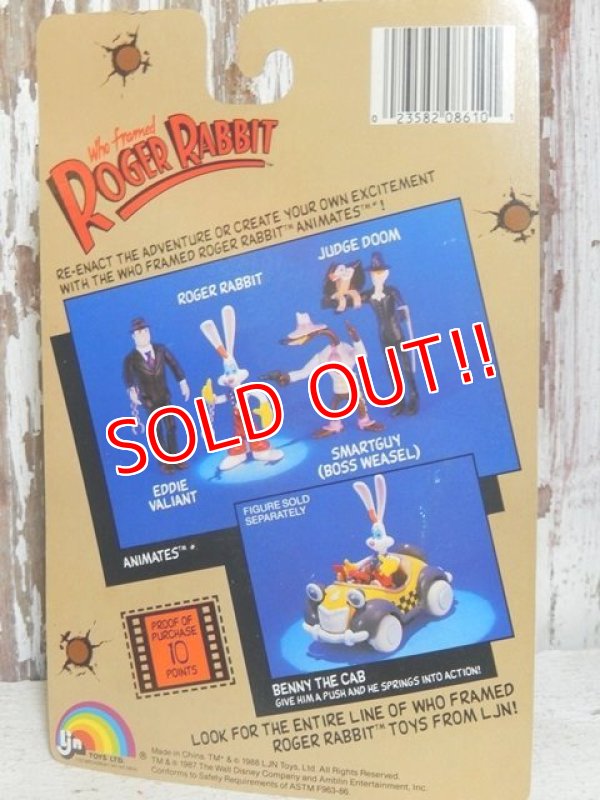 0 23582 08610 1
Who framed
ROGER RABBIT
RE-ENACT THE ADVENTURE OR CREATE YOUR OWN EXCITEMENT
WITH THE WHO FRAMED ROGER RABBIT™ ANIMATES™*!
JUDGE DOOM
ROGER RABBIT
SOLD OUT!!
SMARTGUY
(BOSS WEASEL)
EDDIE
VALIANT
FIGURE SOLD
SEPARATELY
ANIMATES™*
PROOF OF
PURCHASE
10
POINTS
BENNY THE CAB
GIVE HIM A PUSH AND HE SPRINGS INTO ACTION!
LOOK FOR THE ENTIRE LINE OF WHO FRAMED
ROGER RABBIT™ TOYS FROM LJN!
ljn
TOYS LTD.
®
Made in China. TM* & © 1988 LJN Toys, Ltd. All Rights Reserved.
TM & © 1987 The Walt Disney Company and Amblin Entertainment, Inc.
Conforms to Safety Requirements of ASTM F963-86.